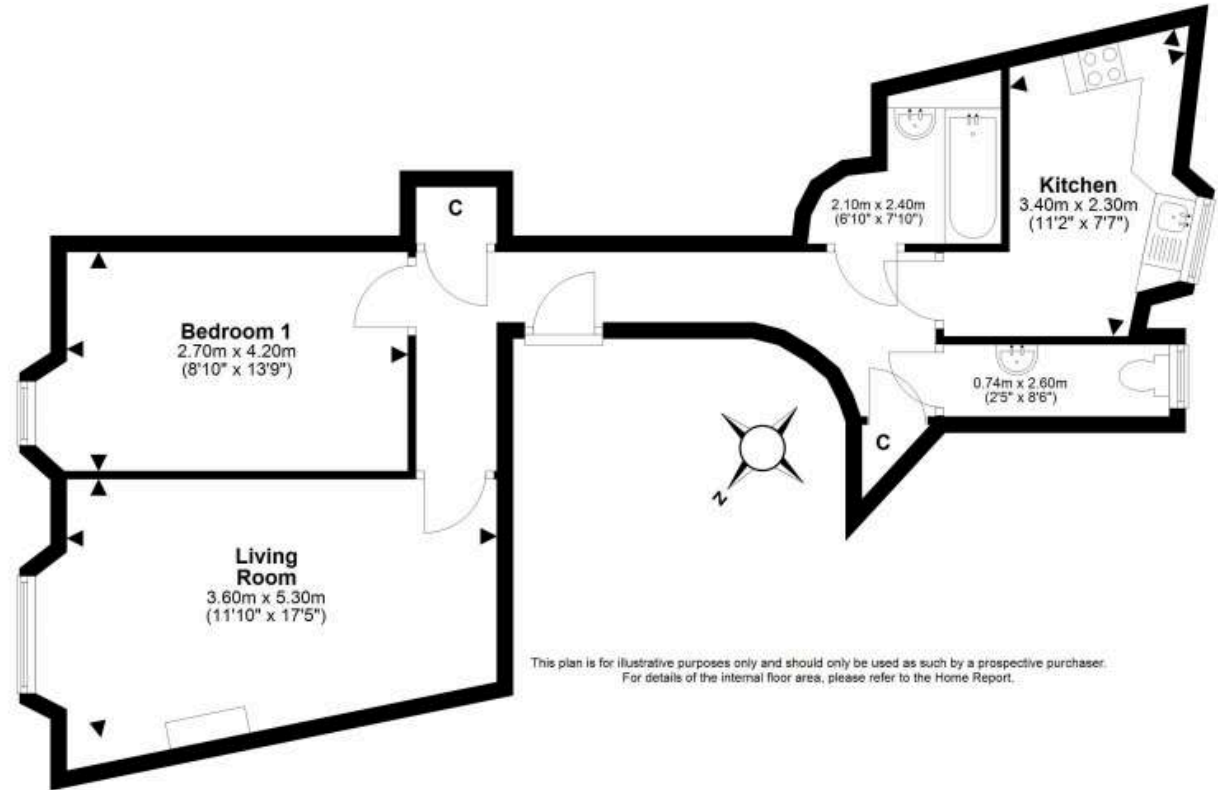 C
Kitchen
3.40m x 2.30m
(11'2" x 7'7")
2.10m x 2.40m
(6'10" x 7'10")
Bedroom 1
2.70m x 4.20m
(8'10" x 13'9")
0.74m x 2.60m
(2'5" x 8'6")
C
N
Living
Room
3.60m x 5.30m
(11'10" x 17'5")
This plan is for illustrative purposes only and should only be used as such by a prospective purchaser.
For details of the internal floor area, please refer to the Home Report.